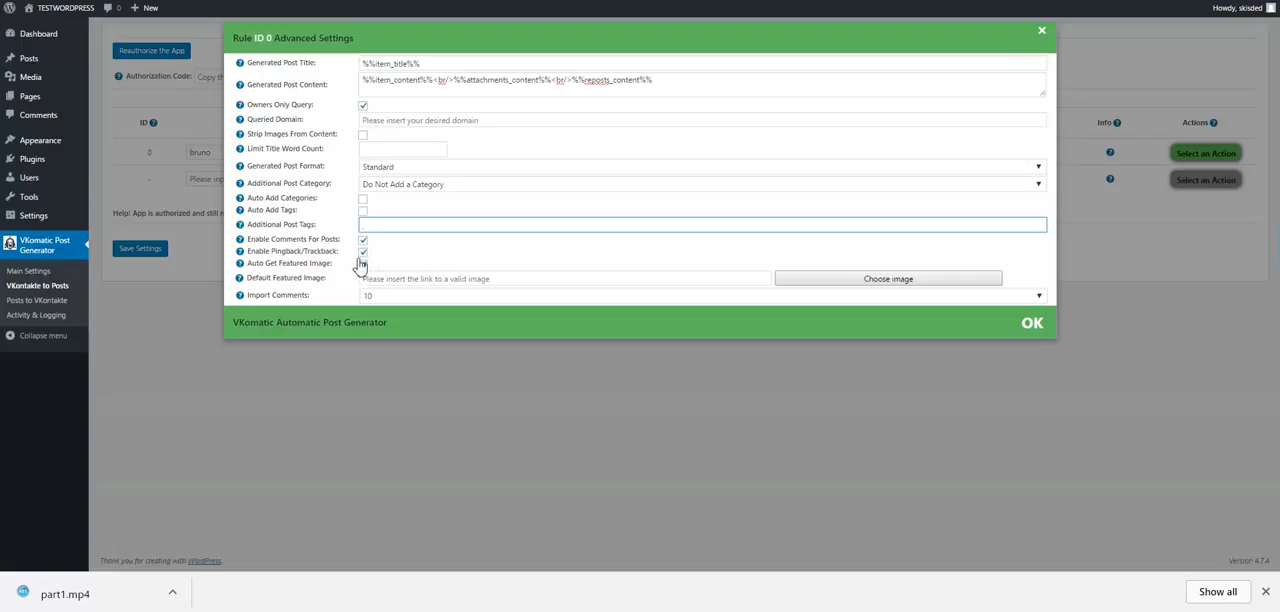 TESTWORDPRESS 0 New Howdy, skisded
Dashboard
Posts
Media
Pages
Comments
Appearance
Plugins
Users
Tools
Settings
VKomatic Post Generator
Main Settings
VKontakte to Posts
Posts to VKontakte
Activity & Logging
Collapse menu
Reauthorize the App
Authorization Code: Copy th
ID Info Actions
0 bruno Select an Action
- Please inp Select an Action
Help! App is authorized and still n
Save Settings
Rule ID 0 Advanced Settings ×
Generated Post Title: %%item_title%%
Generated Post Content: %%item_content%%<br/>%%attachments_content%%<br/>%%reposts_content%%
Owners Only Query:
Queried Domain: Please insert your desired domain
Strip Images From Content:
Limit Title Word Count:
Generated Post Format: Standard
Additional Post Category: Do Not Add a Category
Auto Add Categories:
Auto Add Tags:
Additional Post Tags:
Enable Comments For Posts:
Enable Pingback/Trackback:
Auto Get Featured Image:
Default Featured Image: Please insert the link to a valid image Choose image
Import Comments: 10
VKomatic Automatic Post Generator OK
Thank you for creating with WordPress. Version 4.7.4
part1.mp4 Show all